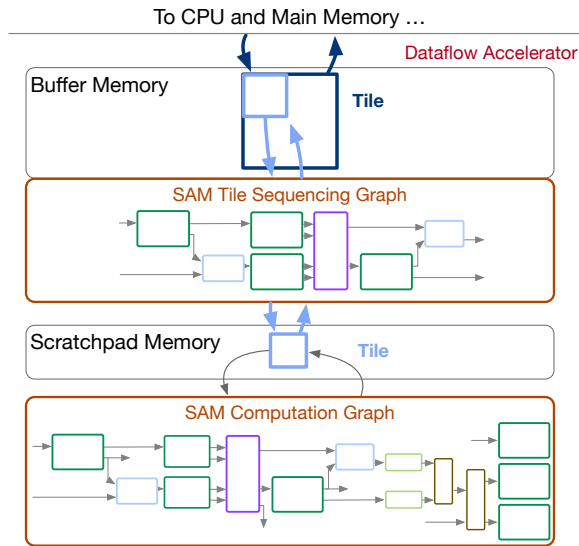 To CPU and Main Memory ...
Dataflow Accelerator
Buffer Memory
Tile
SAM Tile Sequencing Graph
Scratchpad Memory
Tile
SAM Computation Graph